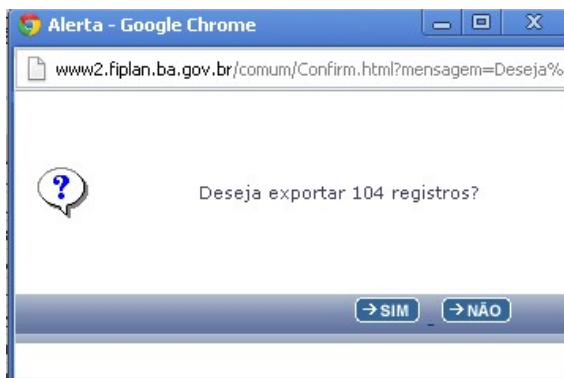 Alerta - Google Chrome
www2.fiplan.ba.gov.br/comum/Confirm.html?mensagem=Deseja%
?
Deseja exportar 104 registros?
SIM NÃO